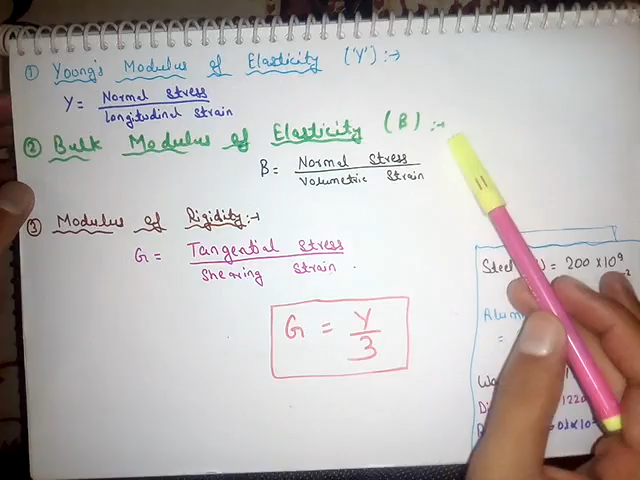 ① Young's Modulus of Elasticity ('Y') :→
Y = Normal Stress / Longitudinal Strain
② Bulk Modulus of Elasticity (B) :→
B = Normal Stress / Volumetric Strain
③ Modulus of Rigidity :→
G = Tangential Stress / Shearing Strain .
G = Y / 3
Steel = 200 × 10⁹